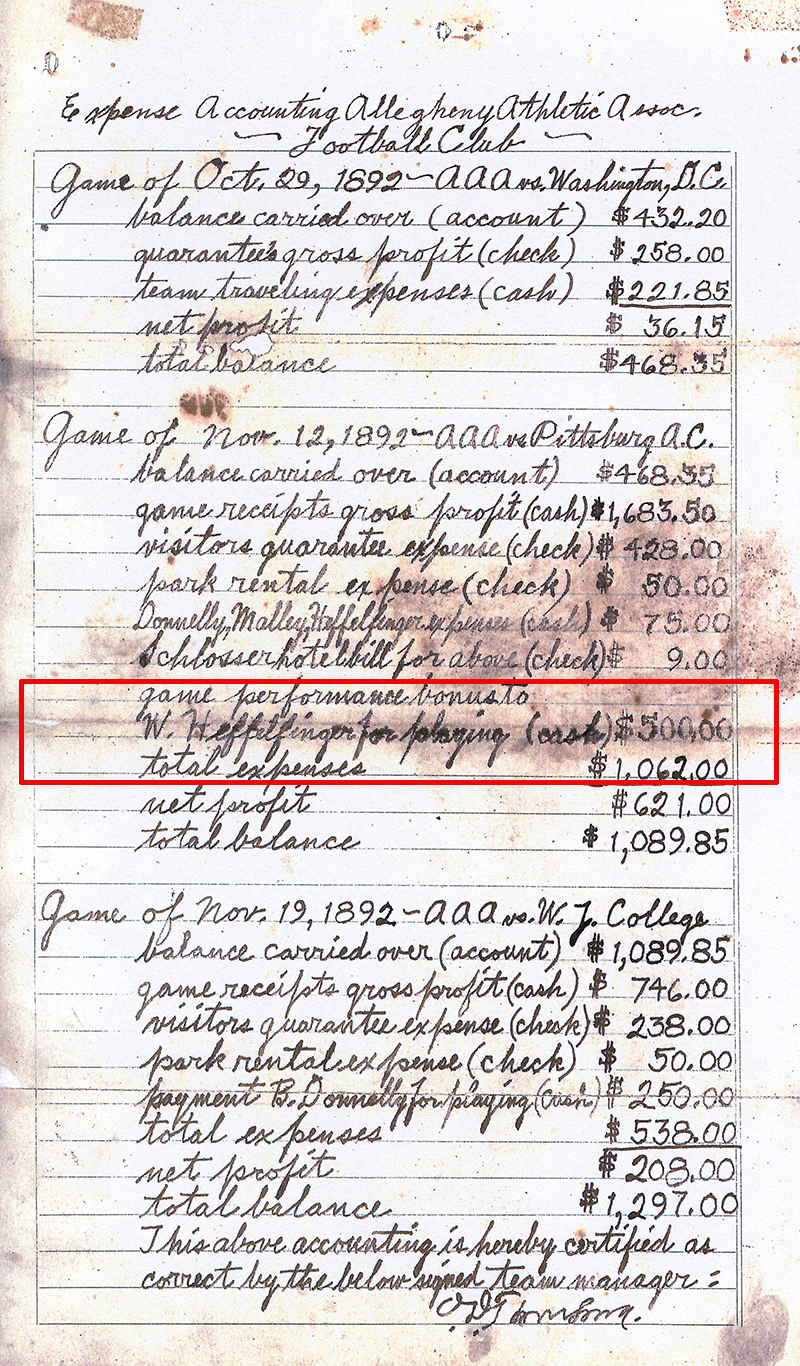 Expense Accounting Allegheny Athletic Assoc.
Football Club
Game of Oct. 29, 1892 - AAA vs. Washington, D.C.
balance carried over (account) $432.20
guarantee's gross profit (check) $258.00
team traveling expenses (cash) $221.85
net profit $36.15
total balance $468.35
Game of Nov. 12, 1892 - AAA vs Pittsburg A.C.
balance carried over (account) $468.35
game receipts gross profit (cash) $1,683.50
visitors guarantee expense (check) $428.00
park rental expense (check) $50.00
Donnelly, Malley, Heffelfinger expenses (cash) $75.00
Schlosser hotel bill for above (check) $9.00
game performance bonus to
W. Heffelfinger for playing (cash) $500.00
total expenses $1,062.00
net profit $621.00
total balance $1,089.85
Game of Nov. 19, 1892 - AAA vs. W. J. College
balance carried over (account) $1,089.85
game receipts gross profit (cash) $746.00
visitors guarantee expense (check) $238.00
park rental expense (check) $50.00
payment B. Donnelly for playing (cash) $250.00
total expenses $538.00
net profit $208.00
total balance $1,297.00
This above accounting is hereby certified as
correct by the below signed team manager =